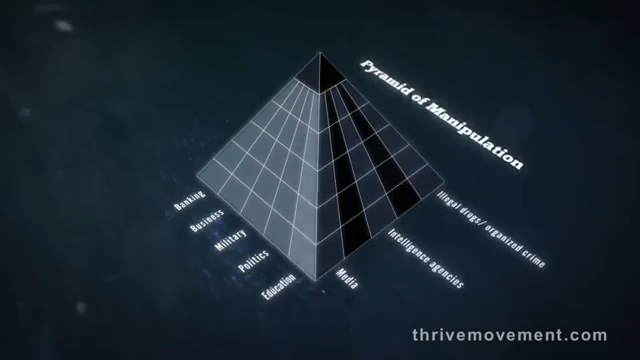 Pyramid of Manipulation
Banking
Business
Military
Politics
Education
Media
Intelligence agencies
Illegal drugs/ organized crime
thrivemovement.com